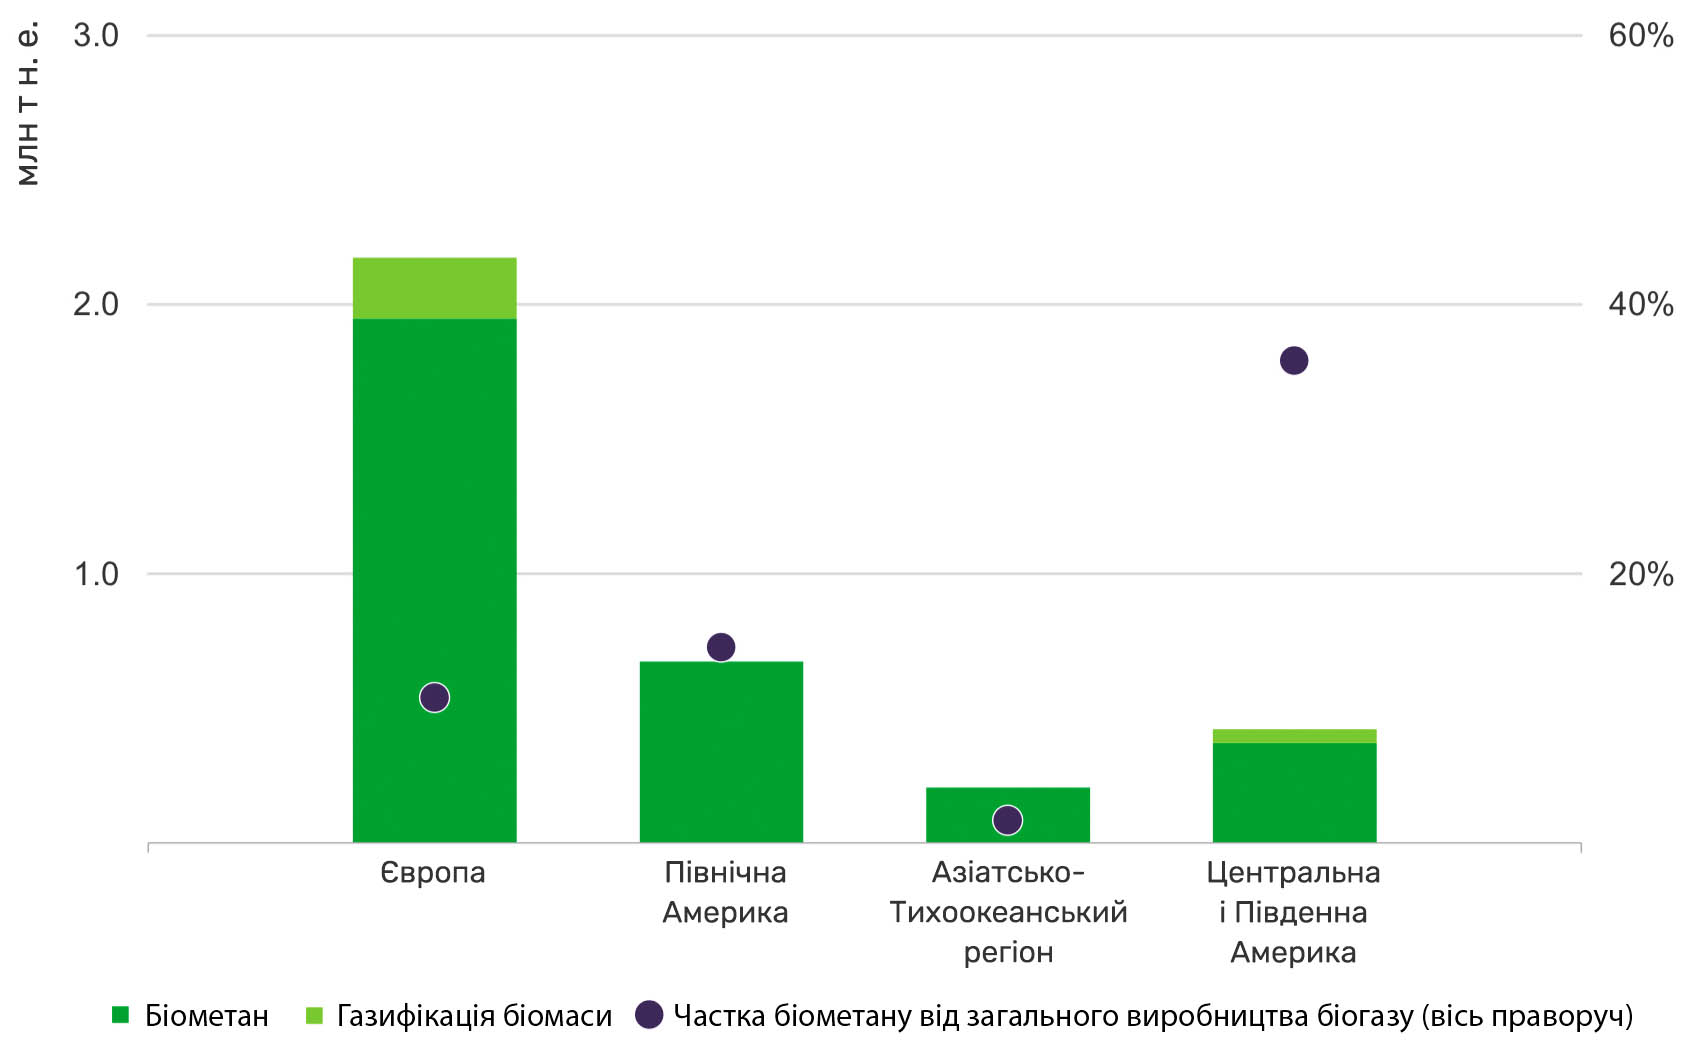 млн т н. е.
3.0
60%
2.0
40%
1.0
20%
Європа
Північна
Америка
Азіатсько-
Тихоокеанський
регіон
Центральна
і Південна
Америка
Біометан
Газифікація біомаси
Частка біометану від загального виробництва біогазу (вісь праворуч)